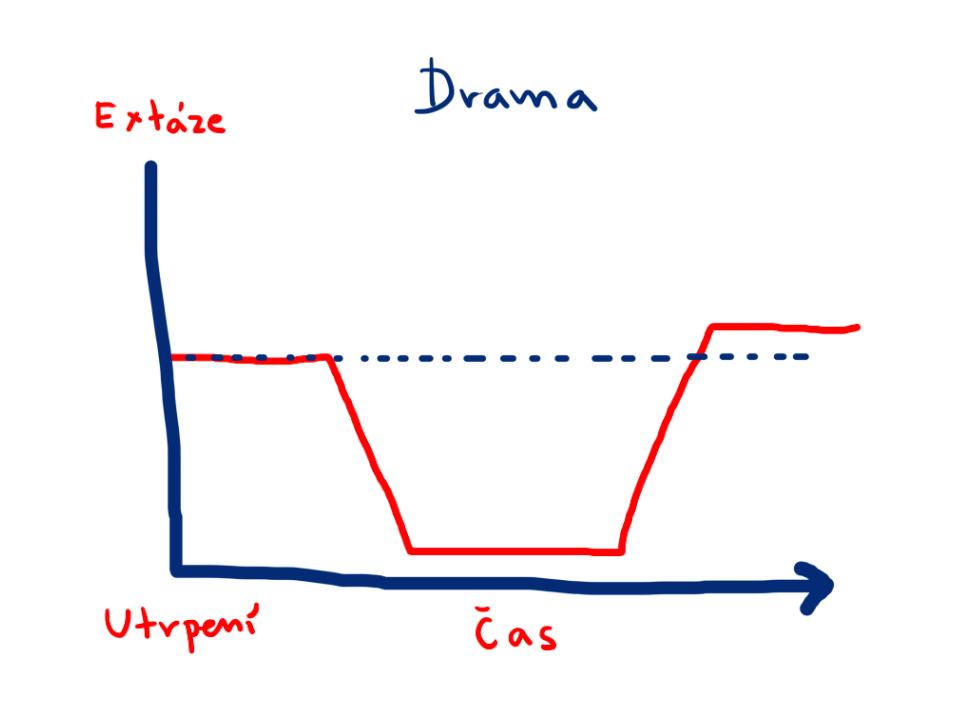 Drama
Extáze
Utrpení
Čas